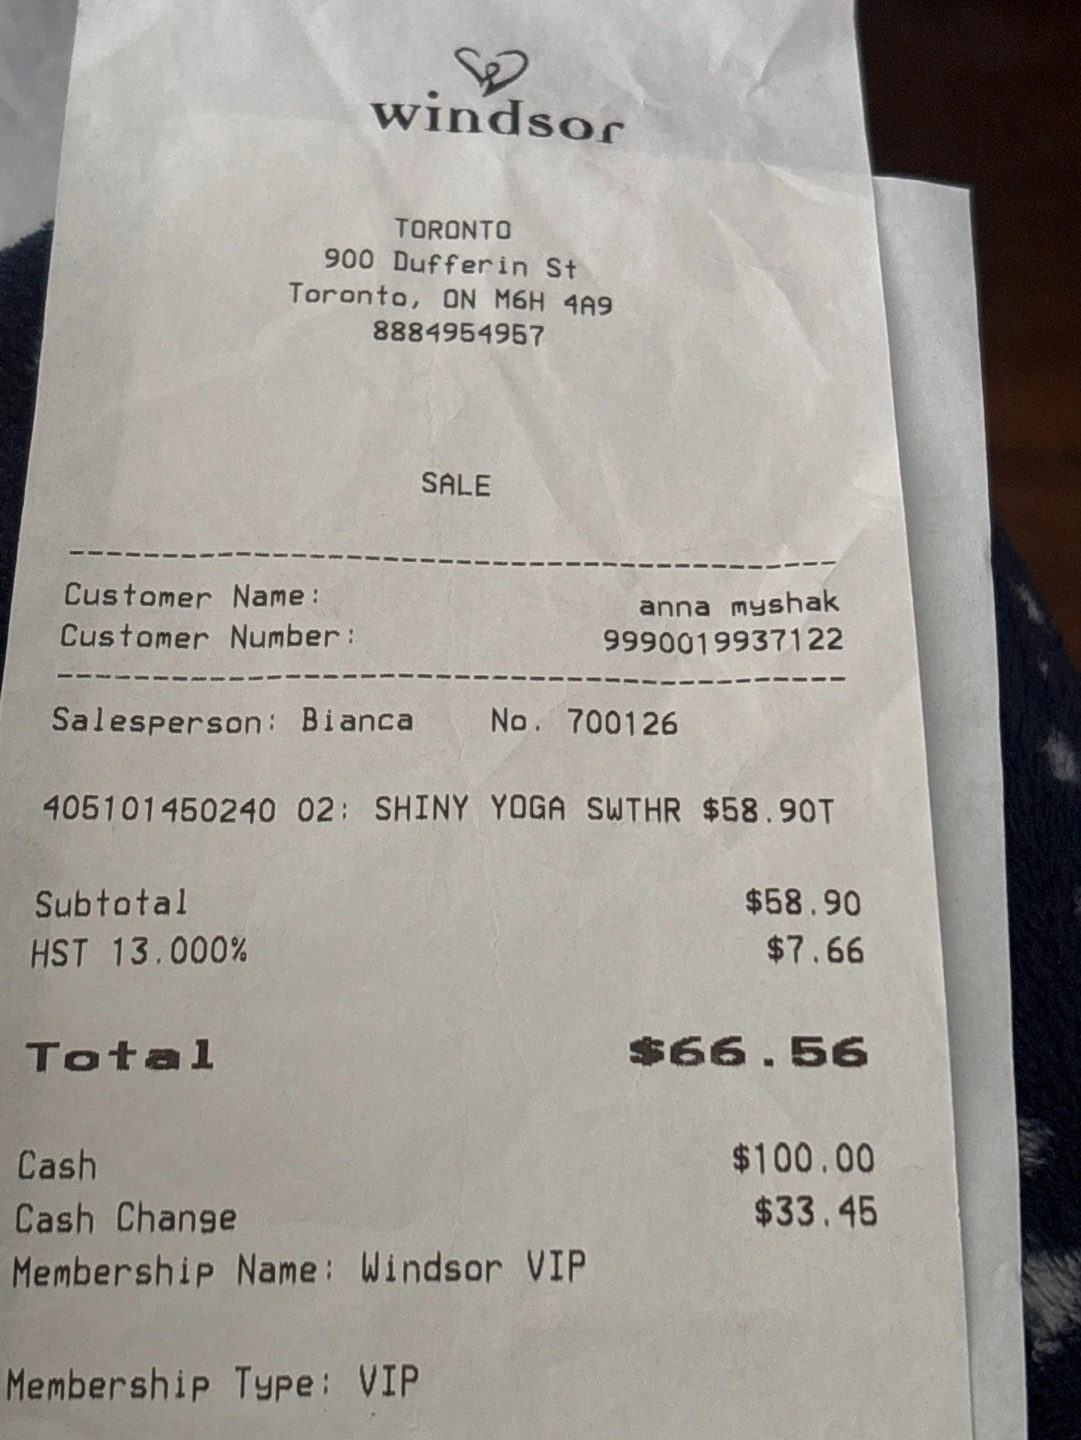 windsor
TORONTO
900 Dufferin St
Toronto, ON M6H 4A9
8884954957
SALE
Customer Name: anna myshak
Customer Number: 9990019937122
Salesperson: Bianca No. 700126
405101450240 02: SHINY YOGA SWTHR $58.90T
Subtotal $58.90
HST 13.000% $7.66
Total $66.56
Cash $100.00
Cash Change $33.45
Membership Name: Windsor VIP
Membership Type: VIP